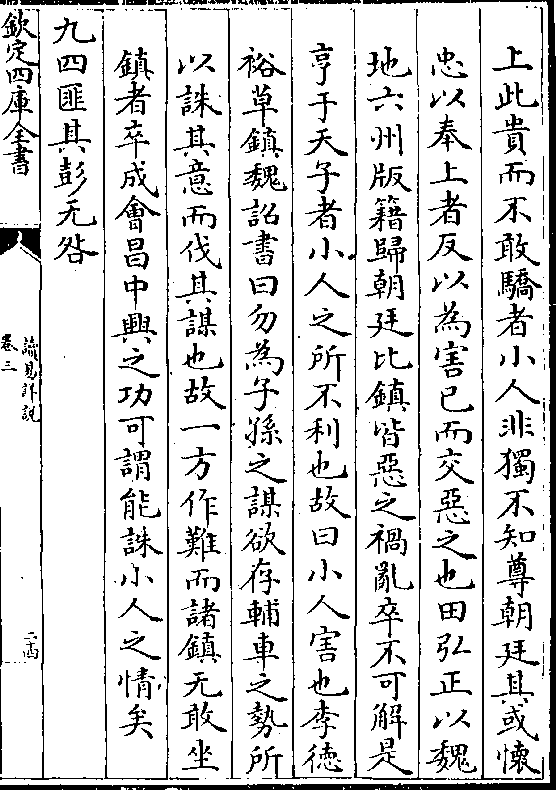 上此貴而不敢驕者小人非獨不知尊朝廷其或懷
忠以奉上者反以為害已而交惡之也田弘正以魏
地六州版籍歸朝廷比鎮皆惡之禍亂卒不可解是
亨于天子者小人之所不利也故曰小人害也李徳
裕草鎮魏詔書曰勿為子孫之謀欲存輔車之勢所
以誅其意而伐其謀也故一方作難而諸鎮无敢坐
鎮者卒成會昌中興之功可謂能誅小人之情矣
九四匪其彭无咎
欽定四庫全書
讀易詳說
卷三
二十四